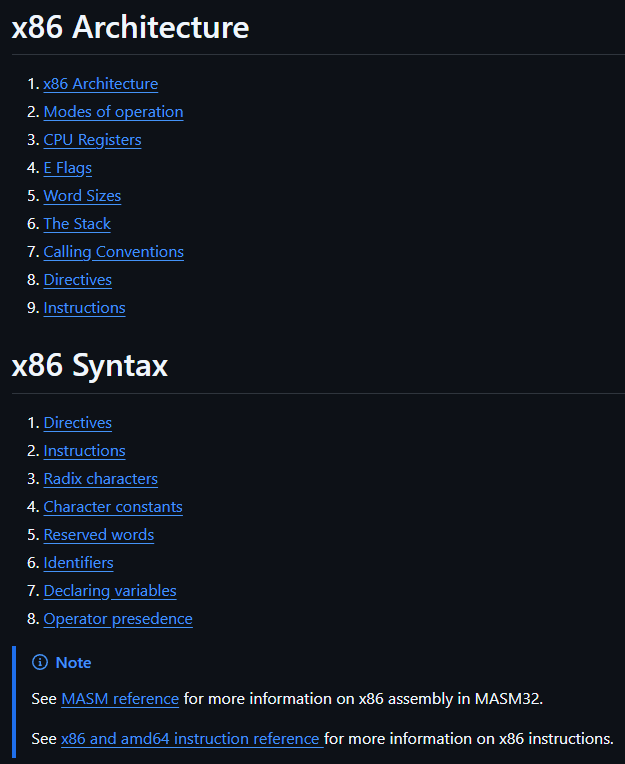 x86 Architecture
1. x86 Architecture
2. Modes of operation
3. CPU Registers
4. E Flags
5. Word Sizes
6. The Stack
7. Calling Conventions
8. Directives
9. Instructions
x86 Syntax
1. Directives
2. Instructions
3. Radix characters
4. Character constants
5. Reserved words
6. Identifiers
7. Declaring variables
8. Operator presedence
Note
See MASM reference for more information on x86 assembly in MASM32.
See x86 and amd64 instruction reference for more information on x86 instructions.